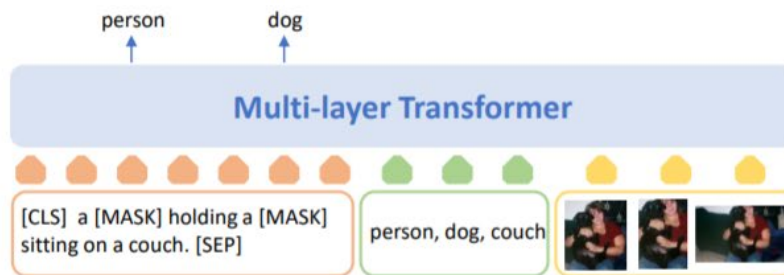 person
dog
Multi-layer Transformer
[CLS] a [MASK] holding a [MASK]
sitting on a couch. [SEP]
person, dog, couch